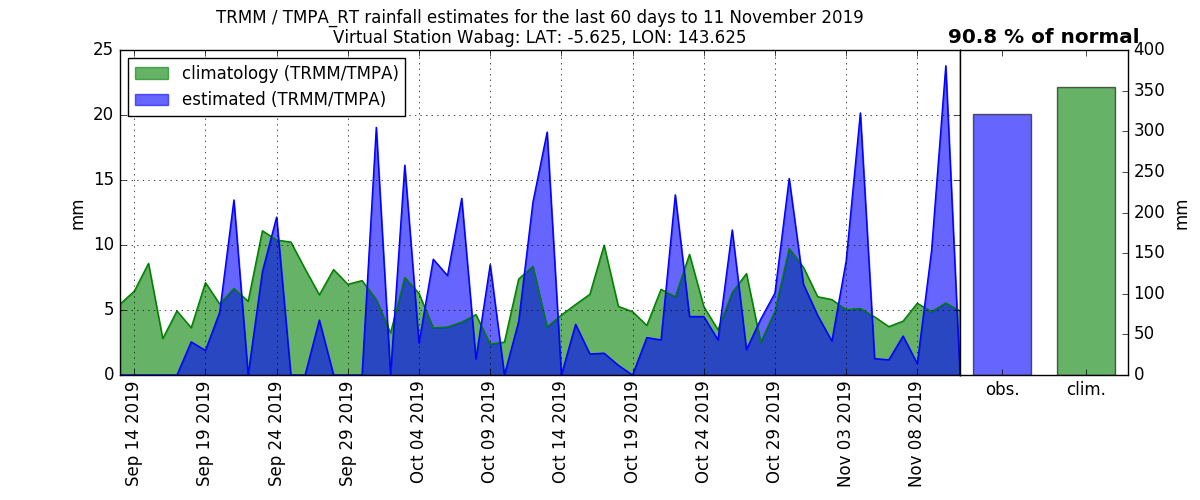 TRMM / TMPA_RT rainfall estimates for the last 60 days to 11 November 2019
Virtual Station Wabag: LAT: -5.625, LON: 143.625
90.8 % of normal
climatology (TRMM/TMPA)
estimated (TRMM/TMPA)
25
20
15
10
5
0
mm
400
350
300
250
200
150
100
50
0
mm
Sep 14 2019
Sep 19 2019
Sep 24 2019
Sep 29 2019
Oct 04 2019
Oct 09 2019
Oct 14 2019
Oct 19 2019
Oct 24 2019
Oct 29 2019
Nov 03 2019
Nov 08 2019
obs.
clim.